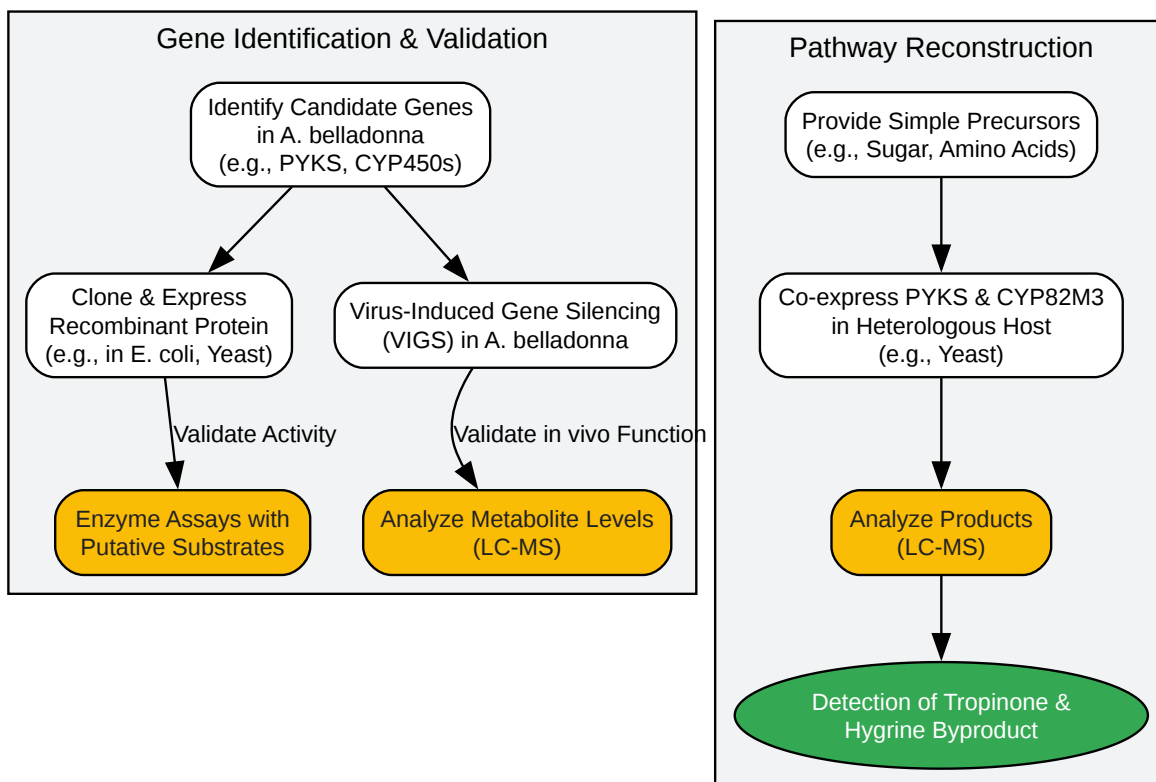 Gene Identification & Validation
Identify Candidate Genes
in A. belladonna
(e.g., PYKS, CYP450s)
Clone & Express
Recombinant Protein
(e.g., in E. coli, Yeast)
Virus-Induced Gene Silencing
(VIGS) in A. belladonna
Validate Activity
Validate in vivo Function
Enzyme Assays with
Putative Substrates
Analyze Metabolite Levels
(LC-MS)
Pathway Reconstruction
Provide Simple Precursors
(e.g., Sugar, Amino Acids)
Co-express PYKS & CYP82M3
in Heterologous Host
(e.g., Yeast)
Analyze Products
(LC-MS)
Detection of Tropinone &
Hygrine Byproduct